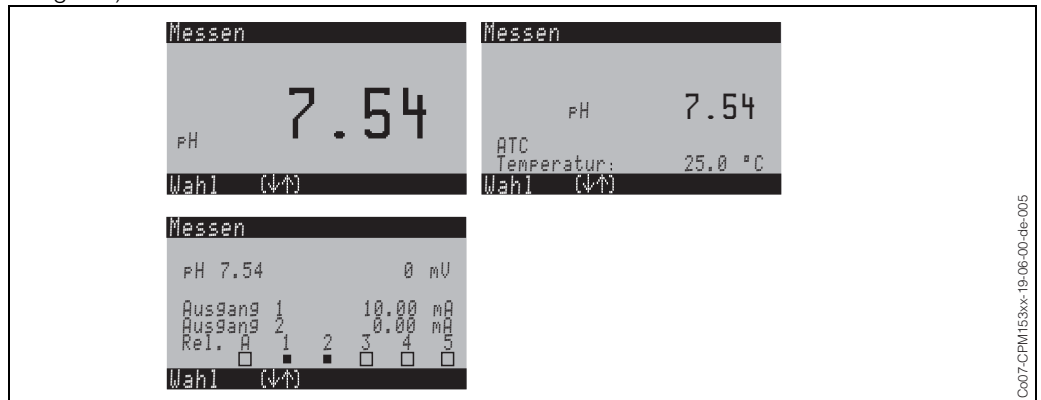 Messen
7.54
pH
Wahl (↓↑)
Messen
pH 7.54
ATC
Temperatur: 25.0 °C
Wahl (↓↑)
Messen
pH 7.54 0 mV
Ausgang 1 10.00 mA
Ausgang 2 0.00 mA
Rel. A 1 2 3 4 5
□ ■ ■ □ □ □
Wahl (↓↑)
Co07-CPM153xx-19-06-00-de-005